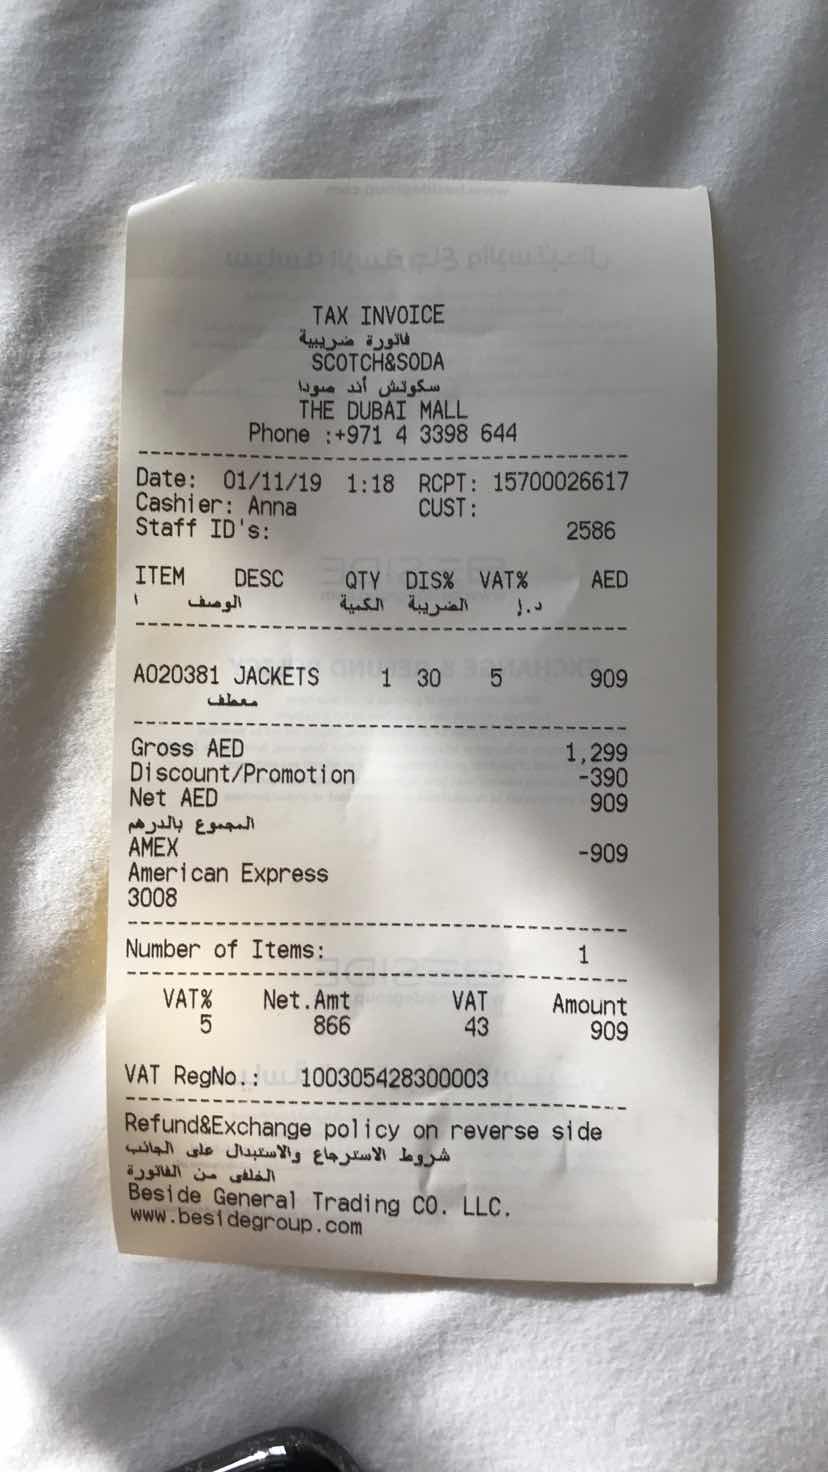 TAX INVOICE
فاتورة ضريبية
SCOTCH&SODA
سكوتش أند صودا
THE DUBAI MALL
Phone :+971 4 3398 644
Date: 01/11/19 1:18 RCPT: 15700026617
Cashier: Anna CUST:
Staff ID's: 2586
ITEM DESC QTY DIS% VAT% AED
ا الوصف الكمية الضريبة د.إ
A020381 JACKETS 1 30 5 909
معطف
Gross AED 1,299
Discount/Promotion -390
Net AED 909
المجموع بالدرهم
AMEX -909
American Express
3008
Number of Items: 1
VAT% Net.Amt VAT Amount
5 866 43 909
VAT RegNo.: 100305428300003
Refund&Exchange policy on reverse side
شروط الاسترجاع والاستبدال على الجانب
الخلفى من الفاتورة
Beside General Trading CO. LLC.
www.besidegroup.com